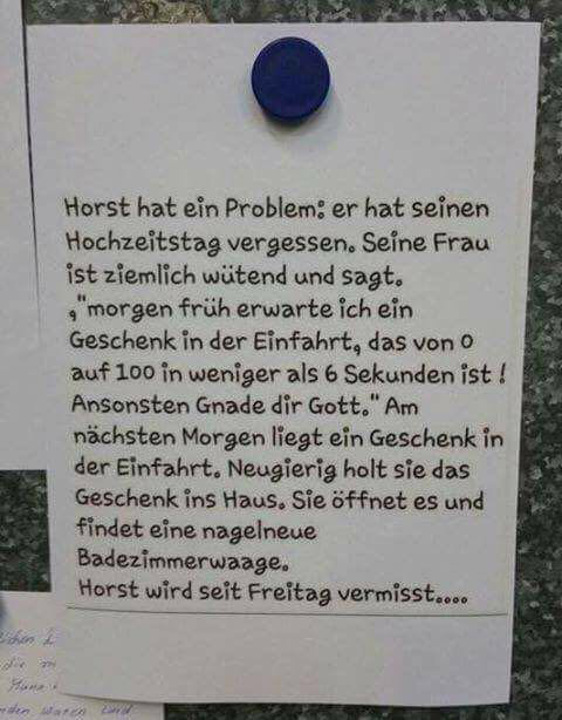 Horst hat ein Problem: er hat seinen
Hochzeitstag vergessen. Seine Frau
ist ziemlich wütend und sagt.
,"morgen früh erwarte ich ein
Geschenk in der Einfahrt, das von 0
auf 100 in weniger als 6 Sekunden ist !
Ansonsten Gnade dir Gott." Am
nächsten Morgen liegt ein Geschenk in
der Einfahrt. Neugierig holt sie das
Geschenk ins Haus. Sie öffnet es und
findet eine nagelneue
Badezimmerwaage.
Horst wird seit Freitag vermisst....
die
waren und